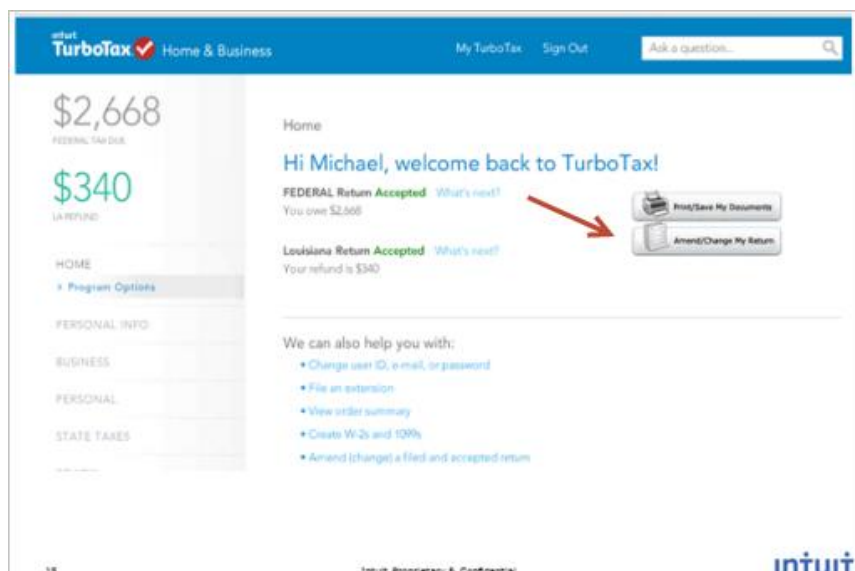 intuit
TurboTax Home & Business
My TurboTax Sign Out Ask a question...
$2,668
FEDERAL TAX DUE
$340
LA REFUND
HOME
Program Options
PERSONAL INFO
BUSINESS
PERSONAL
STATE TAXES
Home
Hi Michael, welcome back to TurboTax!
FEDERAL Return Accepted What's next?
You owe $2,668
Louisiana Return Accepted What's next?
Your refund is $340
Print/Save My Documents
Amend/Change My Return
We can also help you with:
• Change user ID, e-mail, or password
• File an extension
• View order summary
• Create W-2s and 1099s
• Amend (change) a filed and accepted return
Intuit Proprietary & Confidential
intuit